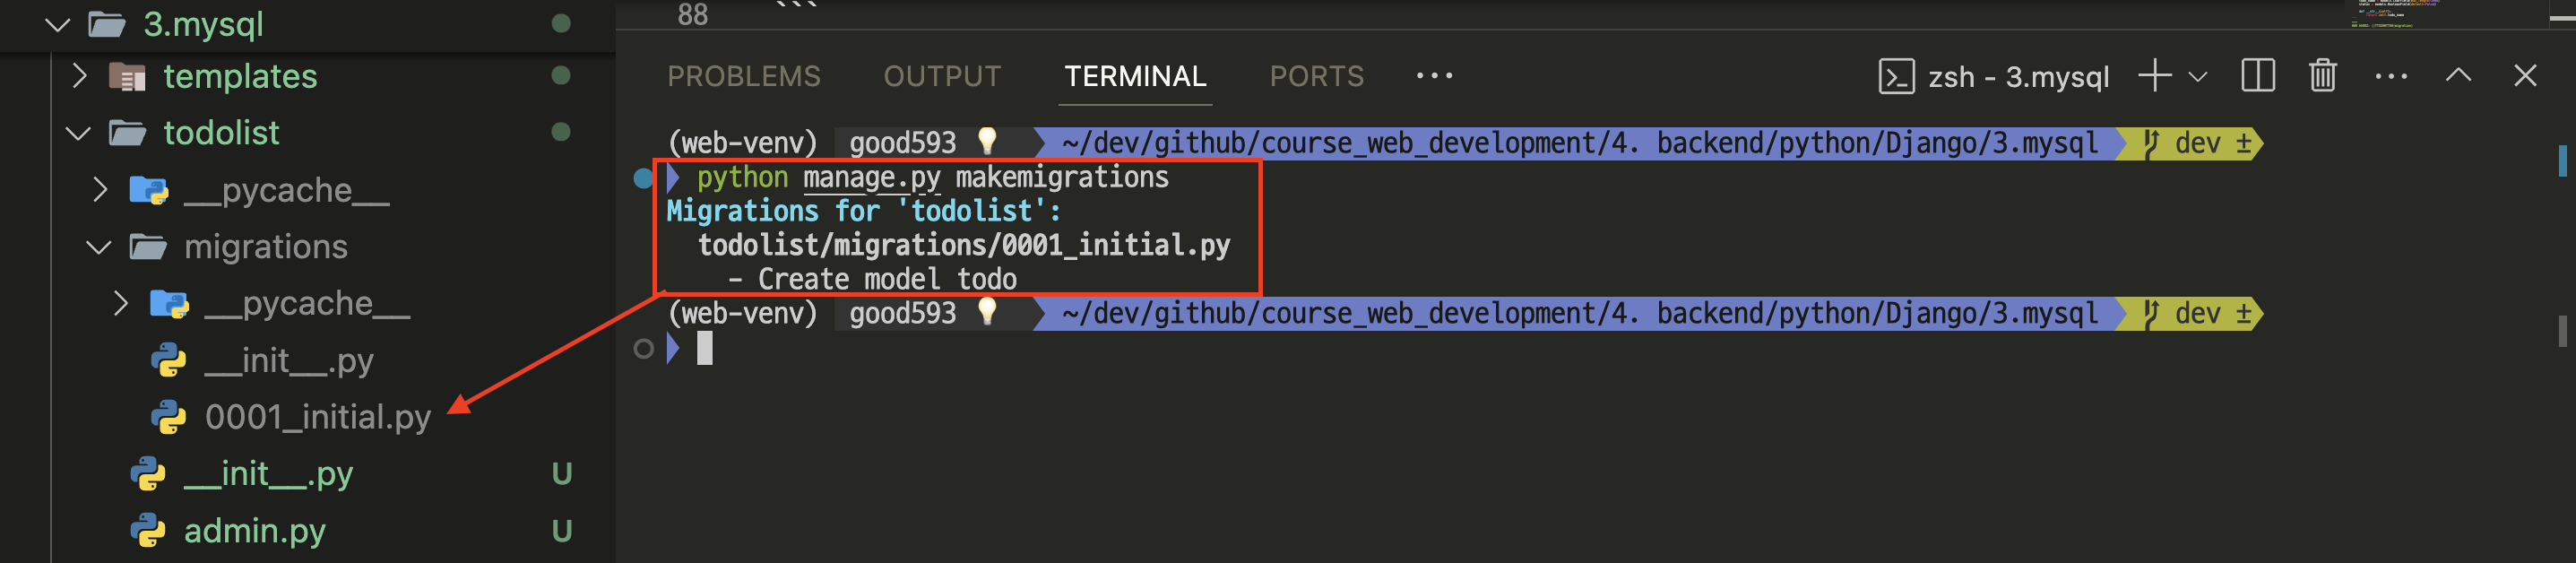 3.mysql
templates
todolist
__pycache__
migrations
__pycache__
__init__.py
0001_initial.py
__init__.py U
admin.py U
88 ```
PROBLEMS OUTPUT TERMINAL PORTS ...
zsh - 3.mysql
(web-venv) good593 ~/dev/github/course_web_development/4. backend/python/Django/3.mysql dev ±
python manage.py makemigrations
Migrations for 'todolist':
todolist/migrations/0001_initial.py
- Create model todo
(web-venv) good593 ~/dev/github/course_web_development/4. backend/python/Django/3.mysql dev ±